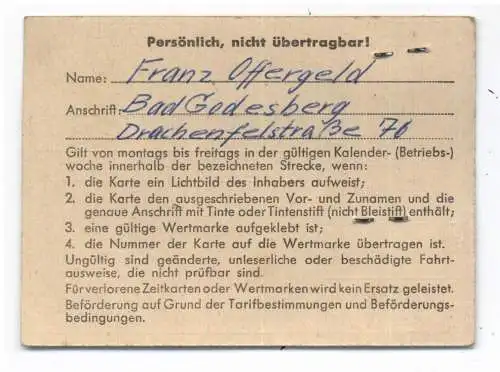 Persönlich, nicht übertragbar!
Name: Franz Offergeld
Anschrift: Bad Godesberg
Drachenfelstraße 76
Gilt von montags bis freitags in der gültigen Kalender- (Betriebs-)
woche innerhalb der bezeichneten Strecke, wenn:
1. die Karte ein Lichtbild des Inhabers aufweist;
2. die Karte den ausgeschriebenen Vor- und Zunamen und die
genaue Anschrift mit Tinte oder Tintenstift (nicht Bleistift) enthält;
3. eine gültige Wertmarke aufgeklebt ist;
4. die Nummer der Karte auf die Wertmarke übertragen ist.
Ungültig sind geänderte, unleserliche oder beschädigte Fahrt-
ausweise, die nicht prüfbar sind.
Für verlorene Zeitkarten oder Wertmarken wird kein Ersatz geleistet.
Beförderung auf Grund der Tarifbestimmungen und Beförderungs-
bedingungen.